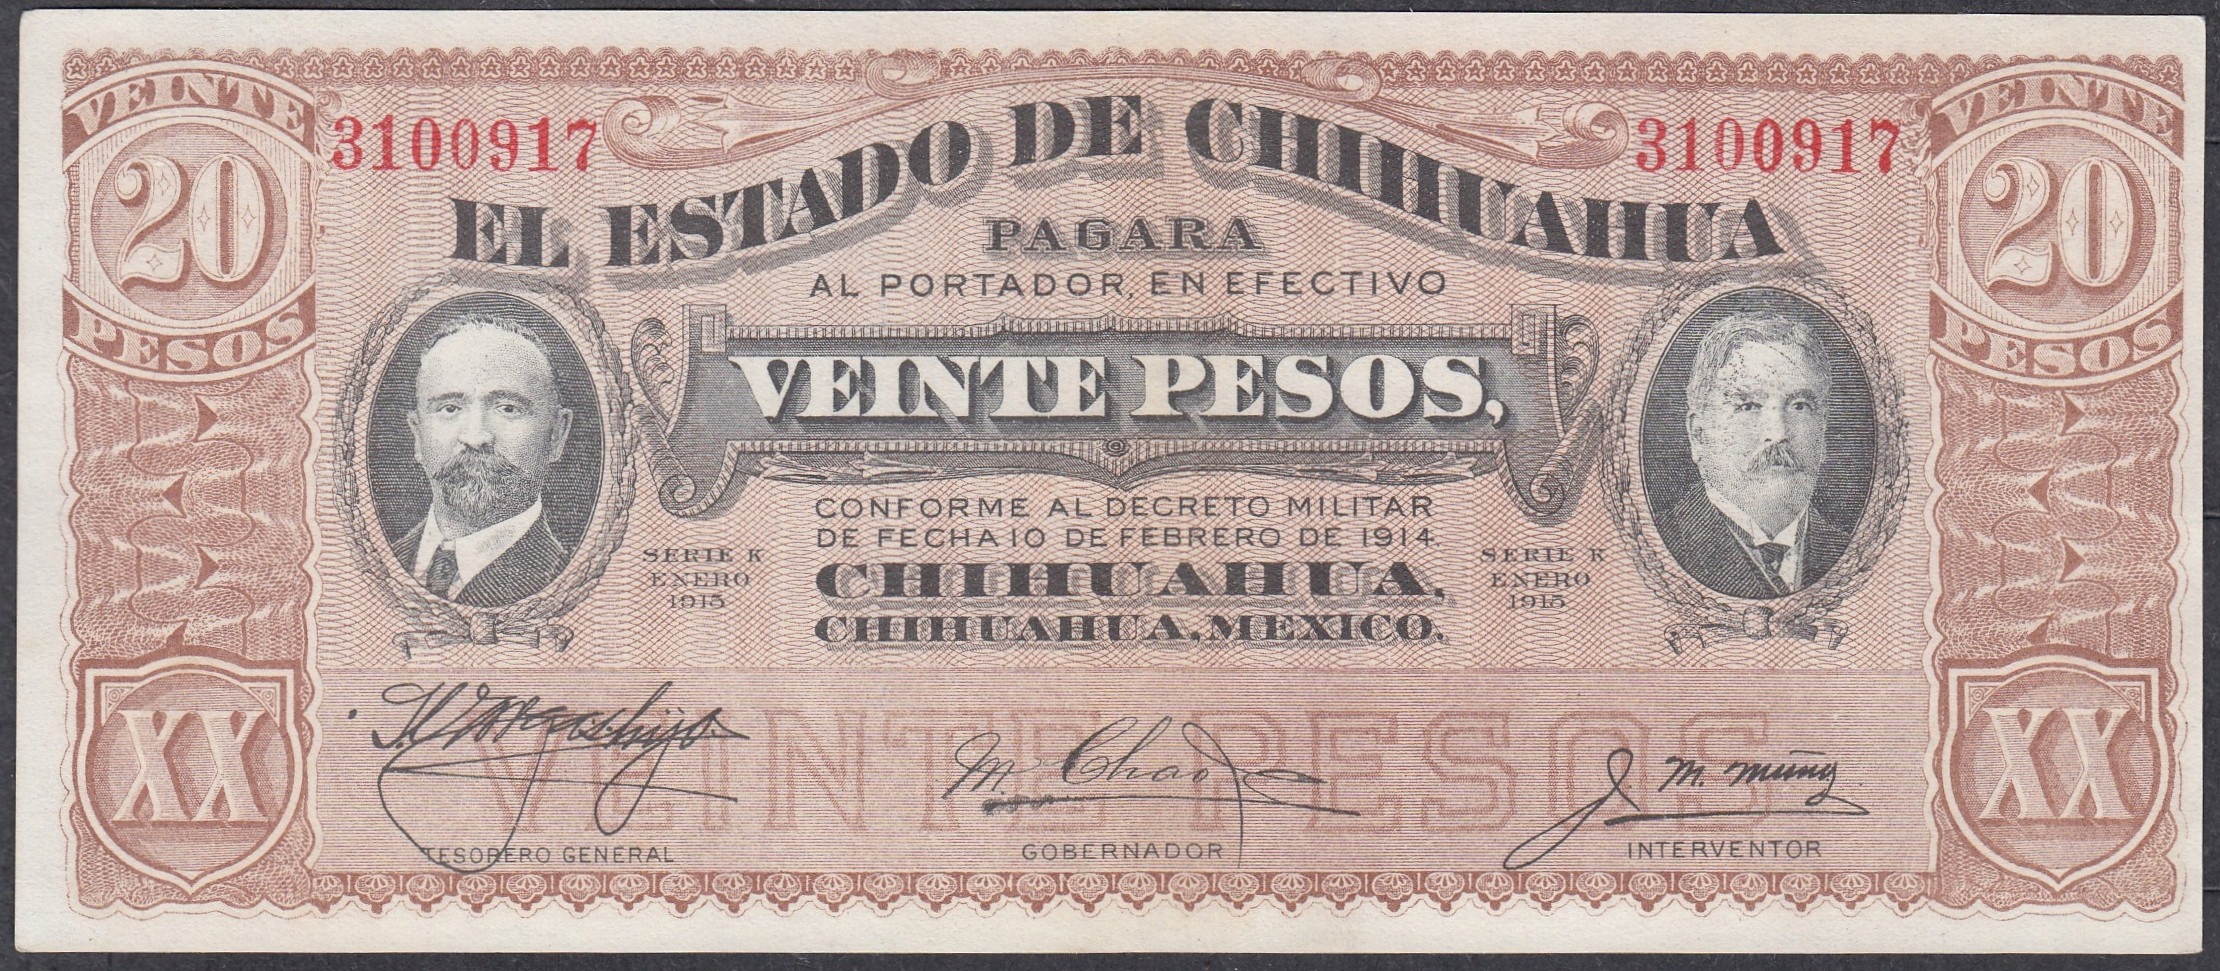 VEINTE
20
PESOS
3100917
EL ESTADO DE CHIHUAHUA
3100917
VEINTE
20
PESOS
PAGARA
AL PORTADOR, EN EFECTIVO
VEINTE PESOS,
CONFORME AL DECRETO MILITAR
DE FECHA 10 DE FEBRERO DE 1914.
CHIHUAHUA,
CHIHUAHUA, MEXICO.
SERIE K
ENERO
1915
SERIE K
ENERO
1915
XX
VEINTE PESOS
XX
M. Chao
J. M. Muñoz
TESORERO GENERAL
GOBERNADOR
INTERVENTOR